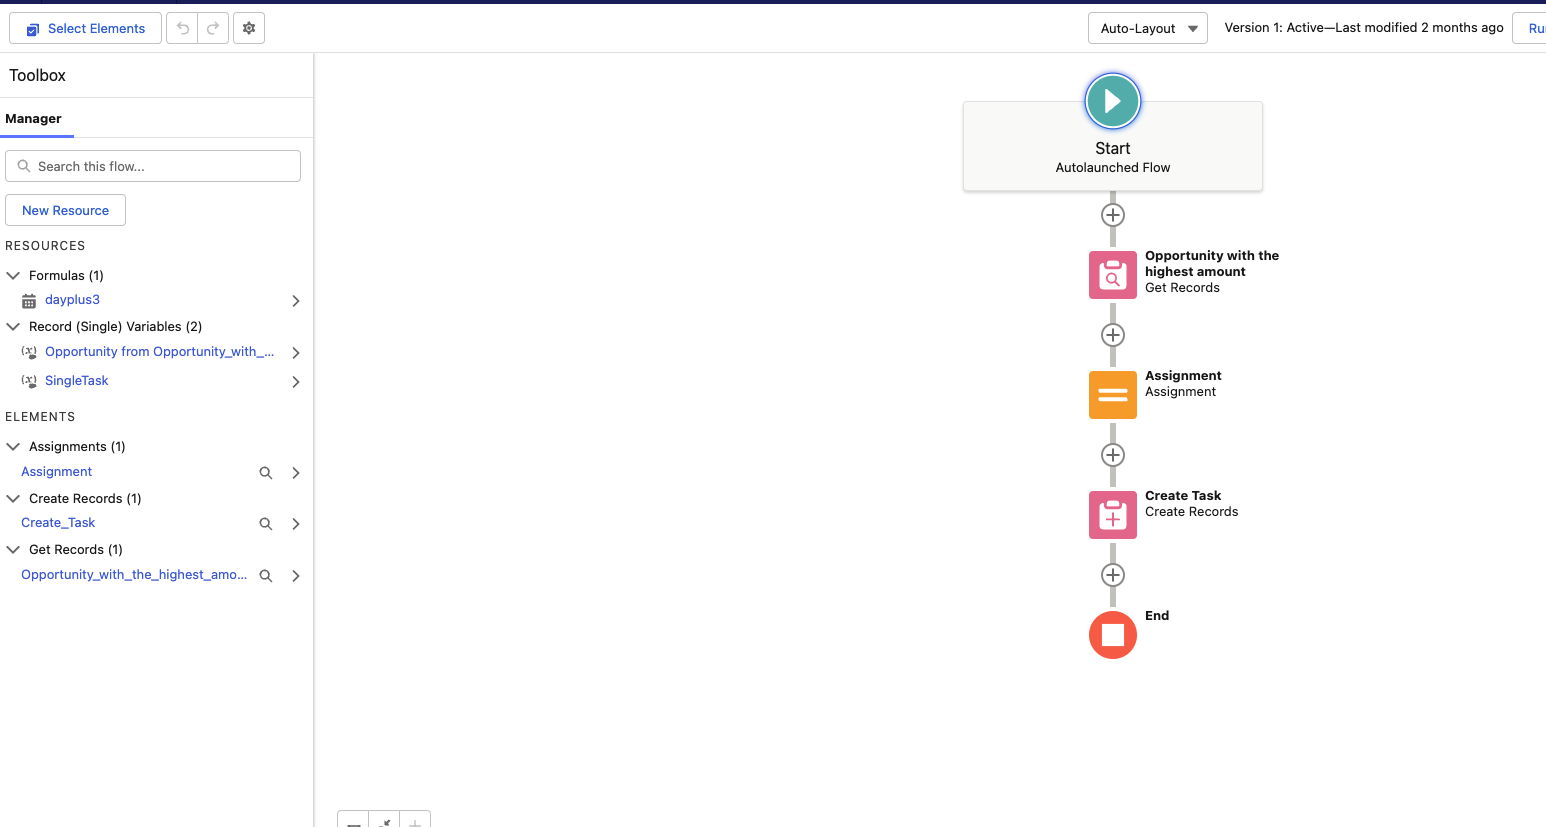 Select Elements
Auto-Layout
Version 1: Active—Last modified 2 months ago
Toolbox
Manager
Search this flow...
New Resource
RESOURCES
Formulas (1)
dayplus3
Record (Single) Variables (2)
Opportunity from Opportunity_with_...
SingleTask
ELEMENTS
Assignments (1)
Assignment
Create Records (1)
Create_Task
Get Records (1)
Opportunity_with_the_highest_amo...
Start
Autolaunched Flow
Opportunity with the
highest amount
Get Records
Assignment
Assignment
Create Task
Create Records
End